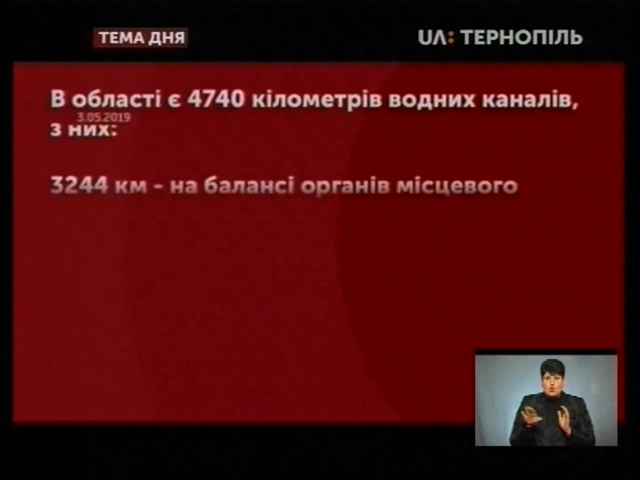 ТЕМА ДНЯ
UA: ТЕРНОПІЛЬ
В області є 4740 кілометрів водних каналів,
3.05.2019
з них:
3244 км - на балансі органів місцевого